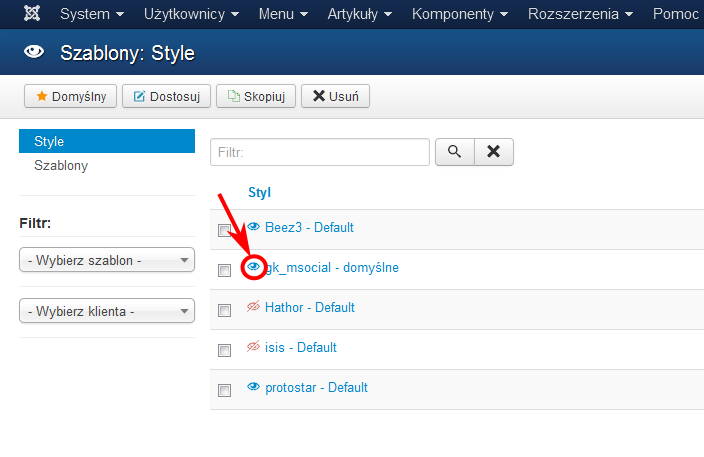 System Użytkownicy Menu Artykuły Komponenty Rozszerzenia Pomoc
Szablony: Style
Domyślny Dostosuj Skopiuj Usuń
Style
Szablony
Filtr:
- Wybierz szablon -
- Wybierz klienta -
Filtr:
Styl
Beez3 - Default
gk_msocial - domyślne
Hathor - Default
isis - Default
protostar - Default